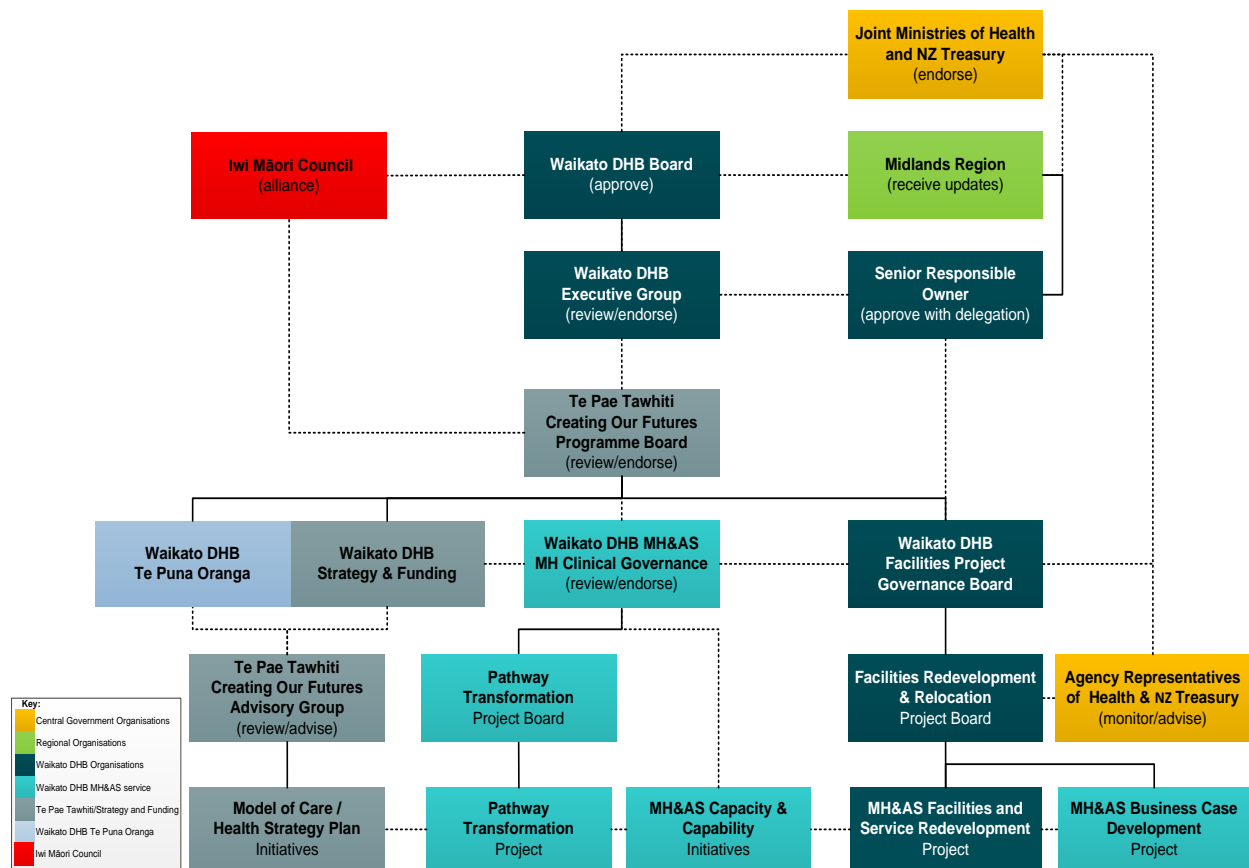 Joint Ministries of Health
and NZ Treasury
(endorse)
Iwi Māori Council
(alliance)
Waikato DHB Board
(approve)
Midlands Region
(receive updates)
Waikato DHB
Executive Group
(review/endorse)
Senior Responsible
Owner
(approve with delegation)
Te Pae Tawhiti
Creating Our Futures
Programme Board
(review/endorse)
Waikato DHB
Te Puna Oranga
Waikato DHB
Strategy & Funding
Waikato DHB MH&AS
MH Clinical Governance
(review/endorse)
Waikato DHB
Facilities Project
Governance Board
Te Pae Tawhiti
Creating Our Futures
Advisory Group
(review/advise)
Pathway
Transformation
Project Board
Facilities Redevelopment
& Relocation
Project Board
Agency Representatives
of Health & NZ Treasury
(monitor/advise)
Model of Care /
Health Strategy Plan
Initiatives
Pathway
Transformation
Project
MH&AS Capacity &
Capability
Initiatives
MH&AS Facilities and
Service Redevelopment
Project
MH&AS Business Case
Development
Project
Key:
Central Government Organisations
Regional Organisations
Waikato DHB Organisations
Waikato DHB MH&AS service
Te Pae Tawhiti/Strategy and Funding
Waikato DHB Te Puna Oranga
Iwi Māori Council